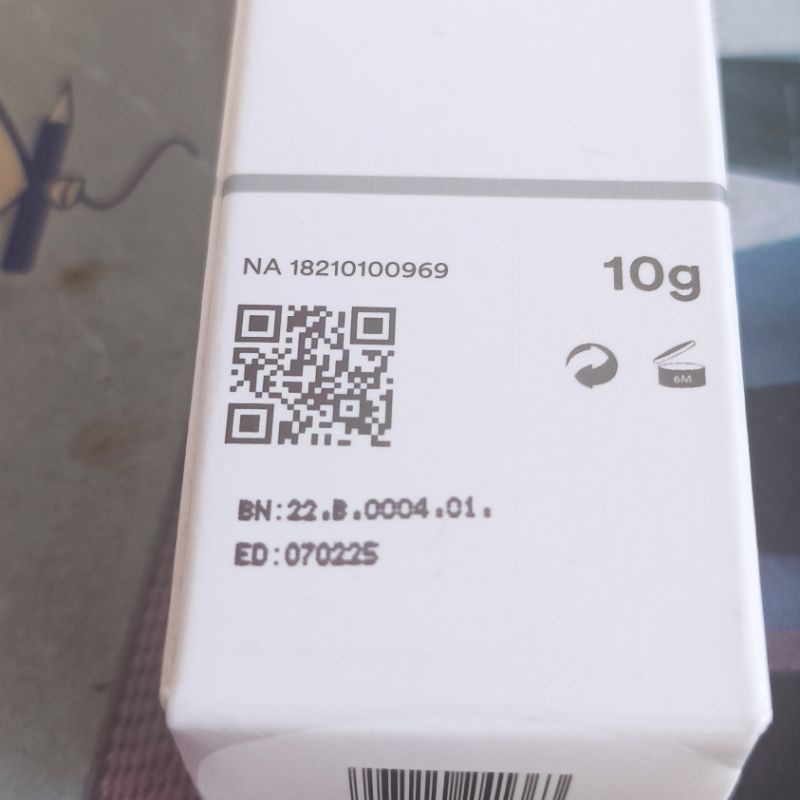 NA 18210100969
10g
6M
BN:22.B.0004.01.
ED:070225